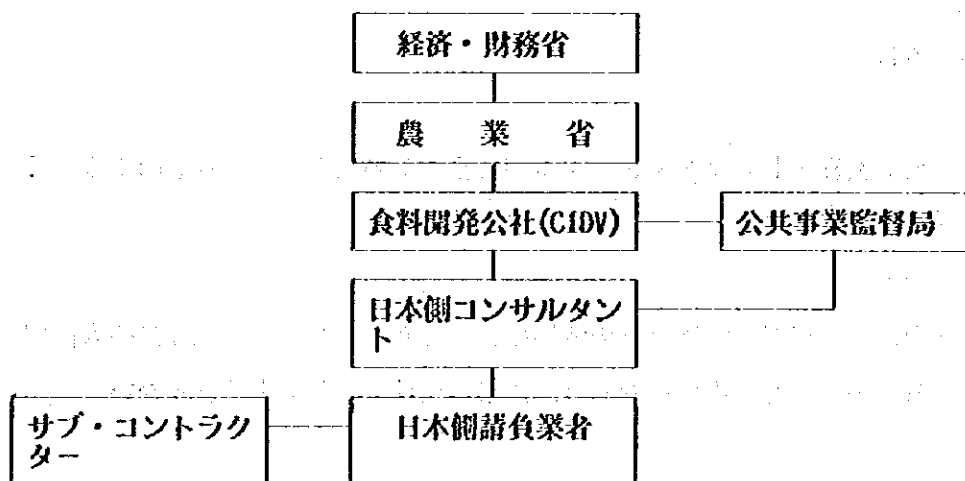 経済・財務省
農業省
食料開発公社(CIDV)
公共事業監督局
日本側コンサルタン
ト
サブ・コントラク
ター
日本側請負業者